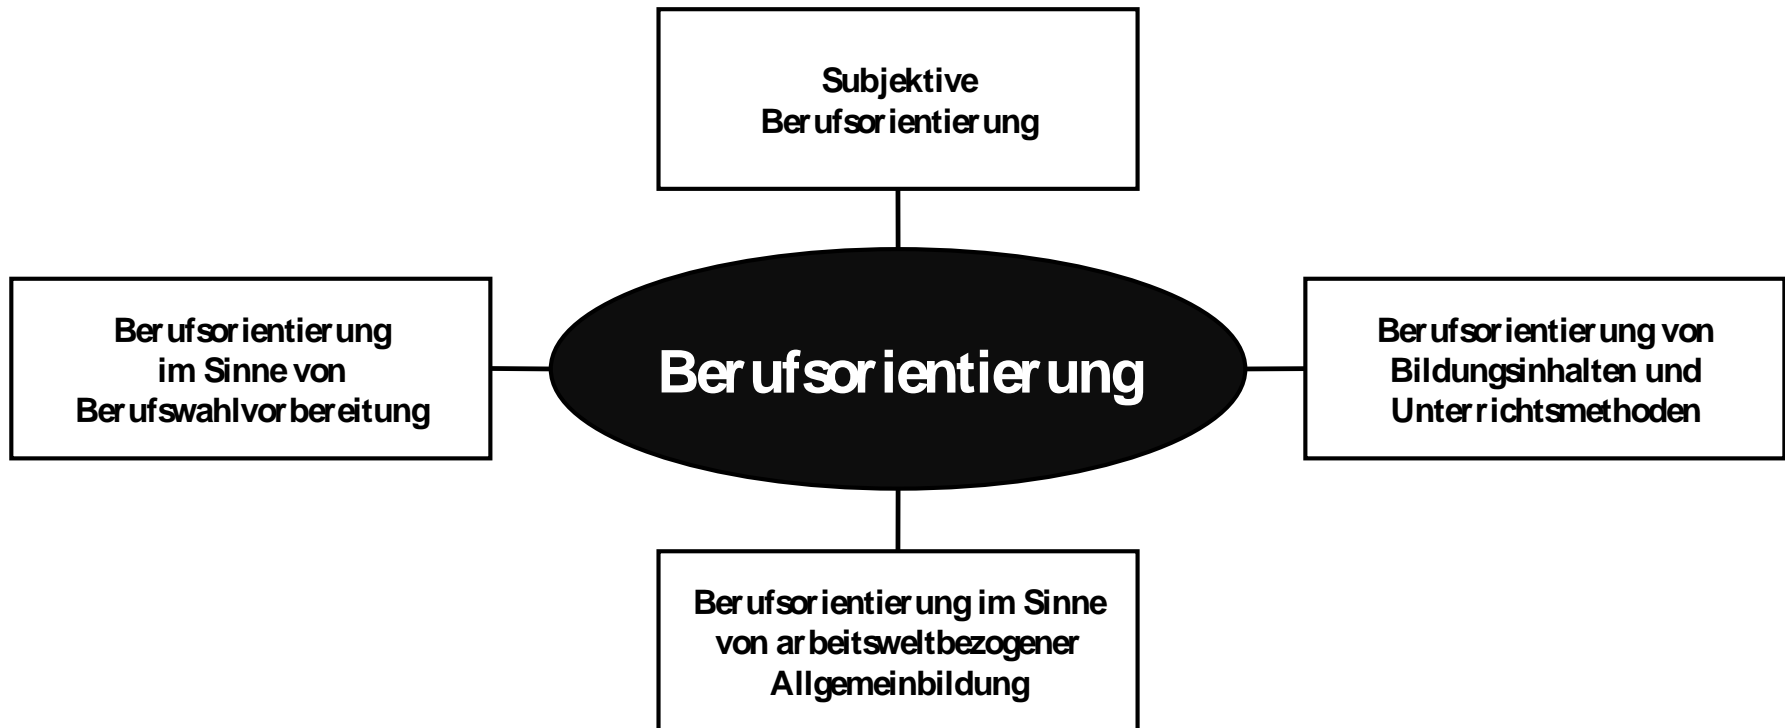 Subjektive
Berufsorientierung
Berufsorientierung
im Sinne von
Berufswahlvorbereitung
Berufsorientierung
Berufsorientierung von
Bildungsinhalten und
Unterrichtsmethoden
Berufsorientierung im Sinne
von arbeitsweltbezogener
Allgemeinbildung